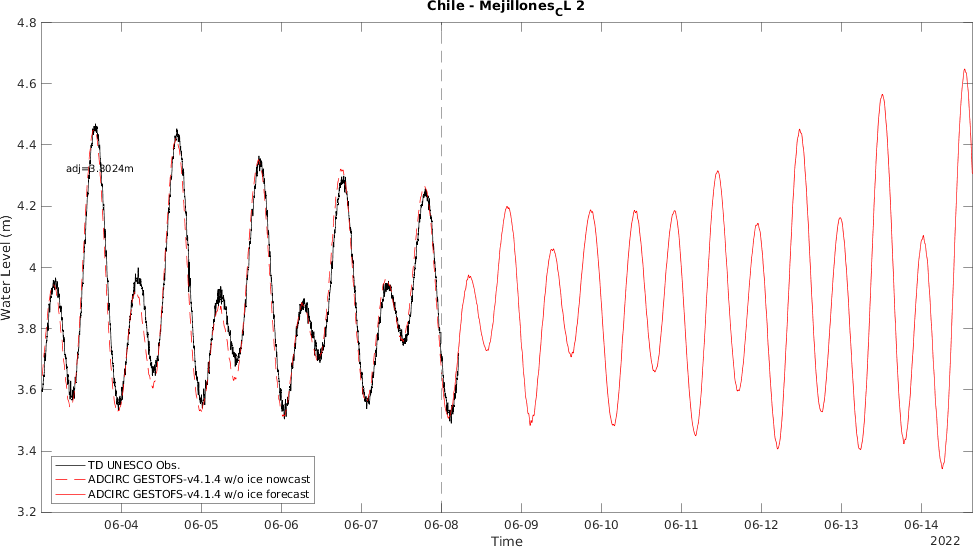 Chile - Mejillones_CL 2
4.8
4.6
4.4
4.2
4
3.8
3.6
3.4
3.2
Water Level (m)
adj=3.8024m
TD UNESCO Obs.
ADCIRC GESTOFS-v4.1.4 w/o ice nowcast
ADCIRC GESTOFS-v4.1.4 w/o ice forecast
06-04 06-05 06-06 06-07 06-08 06-09 06-10 06-11 06-12 06-13 06-14
Time
2022